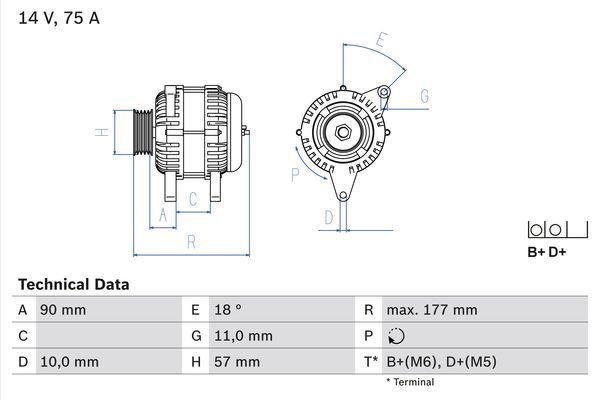 14 V, 75 A
E
G
H
P
A
C
D
R
B+ D+
Technical Data
A 90 mm E 18 º R max. 177 mm
C G 11,0 mm P
D 10,0 mm H 57 mm T* B+(M6), D+(M5)
* Terminal